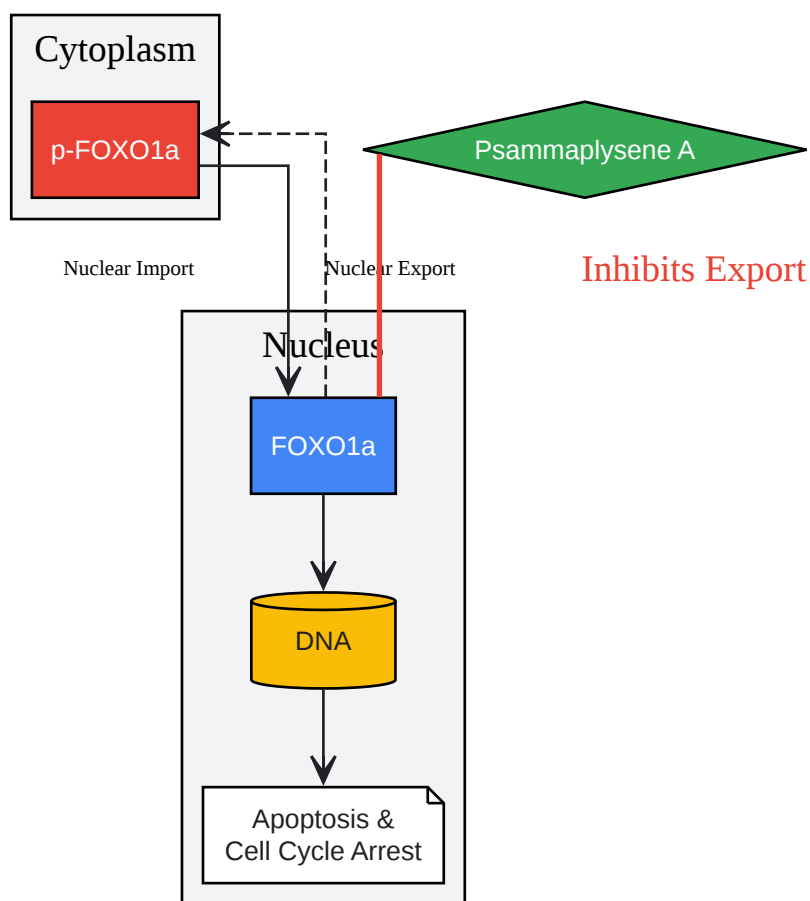 Cytoplasm
p-FOXO1a
Psammaplysene A
Nuclear Import
Nuclear Export
Inhibits Export
Nucleus
FOXO1a
DNA
Apoptosis &
Cell Cycle Arrest